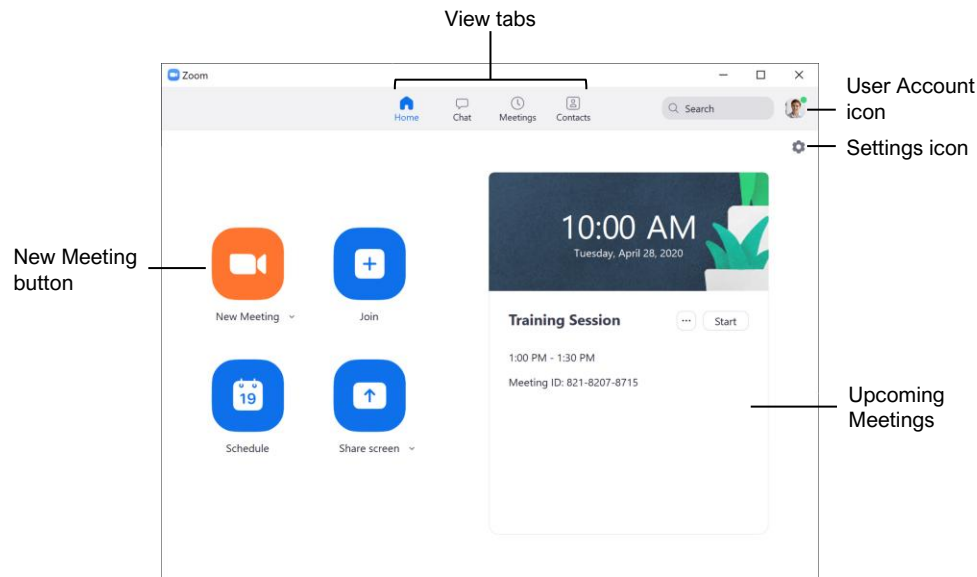 View tabs
Zoom
Home
Chat
Meetings
Contacts
Search
User Account
icon
Settings icon
10:00 AM
Tuesday, April 28, 2020
New Meeting
button
New Meeting
Join
Training Session
Start
1:00 PM - 1:30 PM
Meeting ID: 821-8207-8715
19
Upcoming
Meetings
Schedule
Share screen